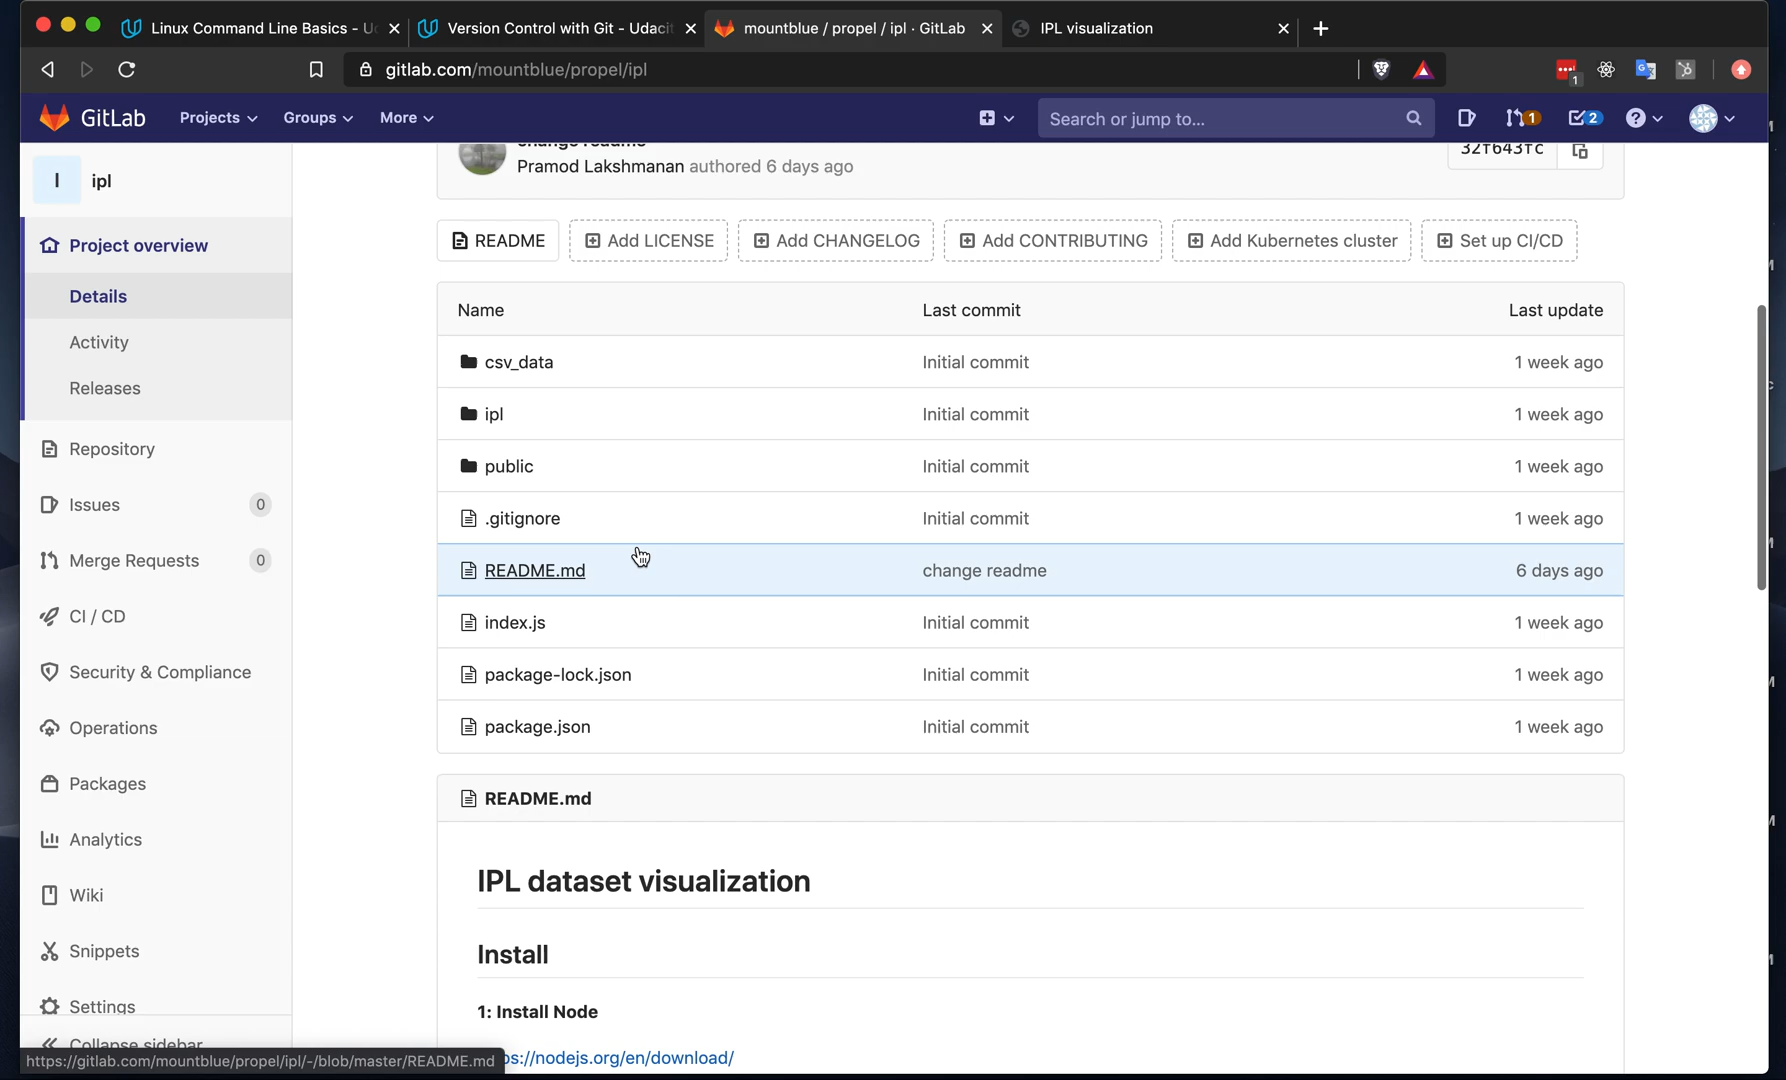 Linux Command Line Basics - U
Version Control with Git - Udaci
mountblue / propel / ipl · GitLab
IPL visualization
gitlab.com/mountblue/propel/ipl
1
GitLab
Projects
Groups
More
Search or jump to...
1
2
I
ipl
Project overview
Details
Activity
Releases
Repository
Issues
0
Merge Requests
0
CI / CD
Security & Compliance
Operations
Packages
Analytics
Wiki
Snippets
Settings
Collapse sidebar
change readme
Pramod Lakshmanan authored 6 days ago
32f643fc
README
Add LICENSE
Add CHANGELOG
Add CONTRIBUTING
Add Kubernetes cluster
Set up CI/CD
Name Last commit Last update
csv_data Initial commit 1 week ago
ipl Initial commit 1 week ago
public Initial commit 1 week ago
.gitignore Initial commit 1 week ago
README.md change readme 6 days ago
index.js Initial commit 1 week ago
package-lock.json Initial commit 1 week ago
package.json Initial commit 1 week ago
README.md
IPL dataset visualization
Install
1: Install Node
ps://nodejs.org/en/download/
https://gitlab.com/mountblue/propel/ipl/-/blob/master/README.md